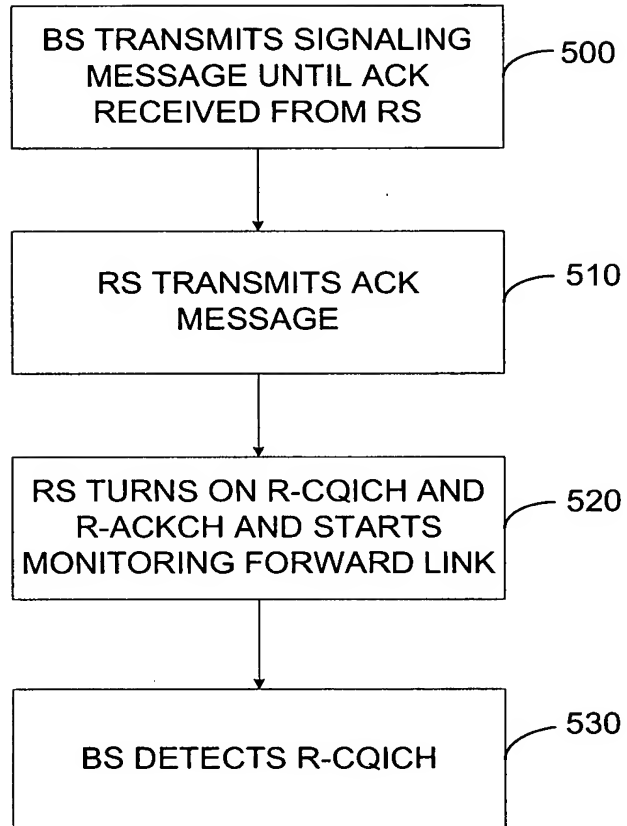 BS TRANSMITS SIGNALING
MESSAGE UNTIL ACK
RECEIVED FROM RS
500
RS TRANSMITS ACK
MESSAGE
510
RS TURNS ON R-CQICH AND
R-ACKCH AND STARTS
MONITORING FORWARD LINK
520
BS DETECTS R-CQICH
530